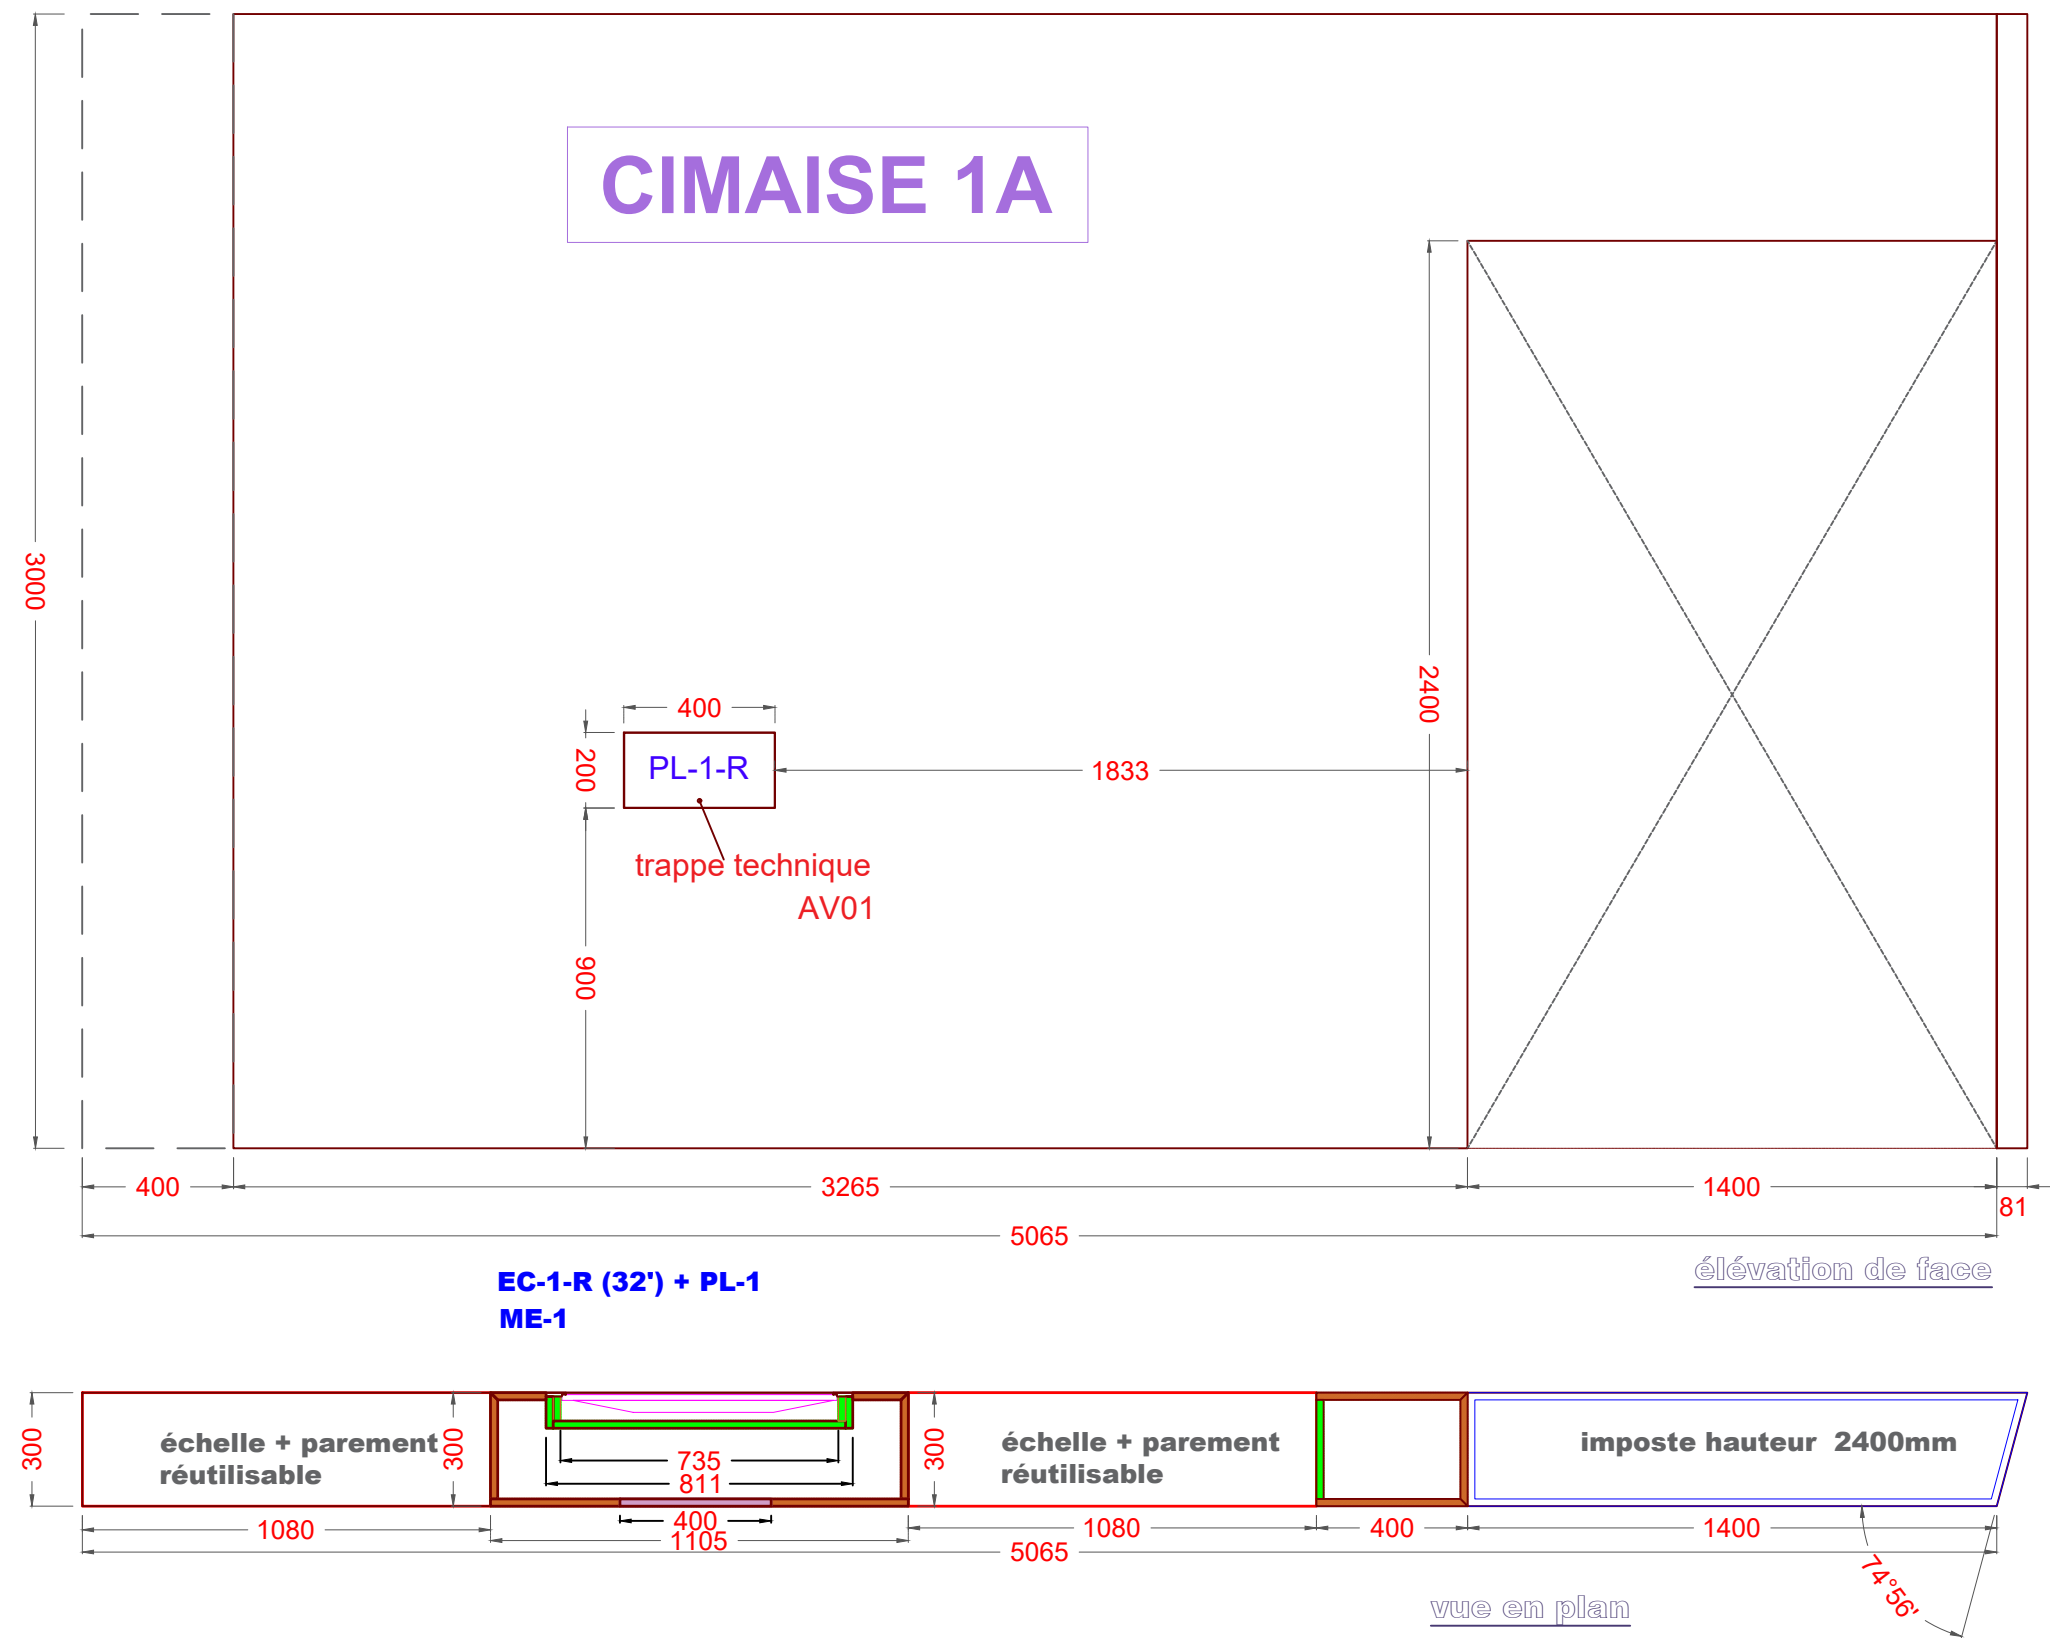 CIMAISE 1A
3000
2400
400
200
PL-1-R
1833
trappe technique
AV01
900
400
3265
1400
81
5065
élévation de face
EC-1-R (32') + PL-1
ME-1
300
échelle + parement
réutilisable
300
735
811
300
échelle + parement
réutilisable
imposte hauteur 2400mm
1080
400
1105
1080
400
1400
5065
74°56'
vue en plan